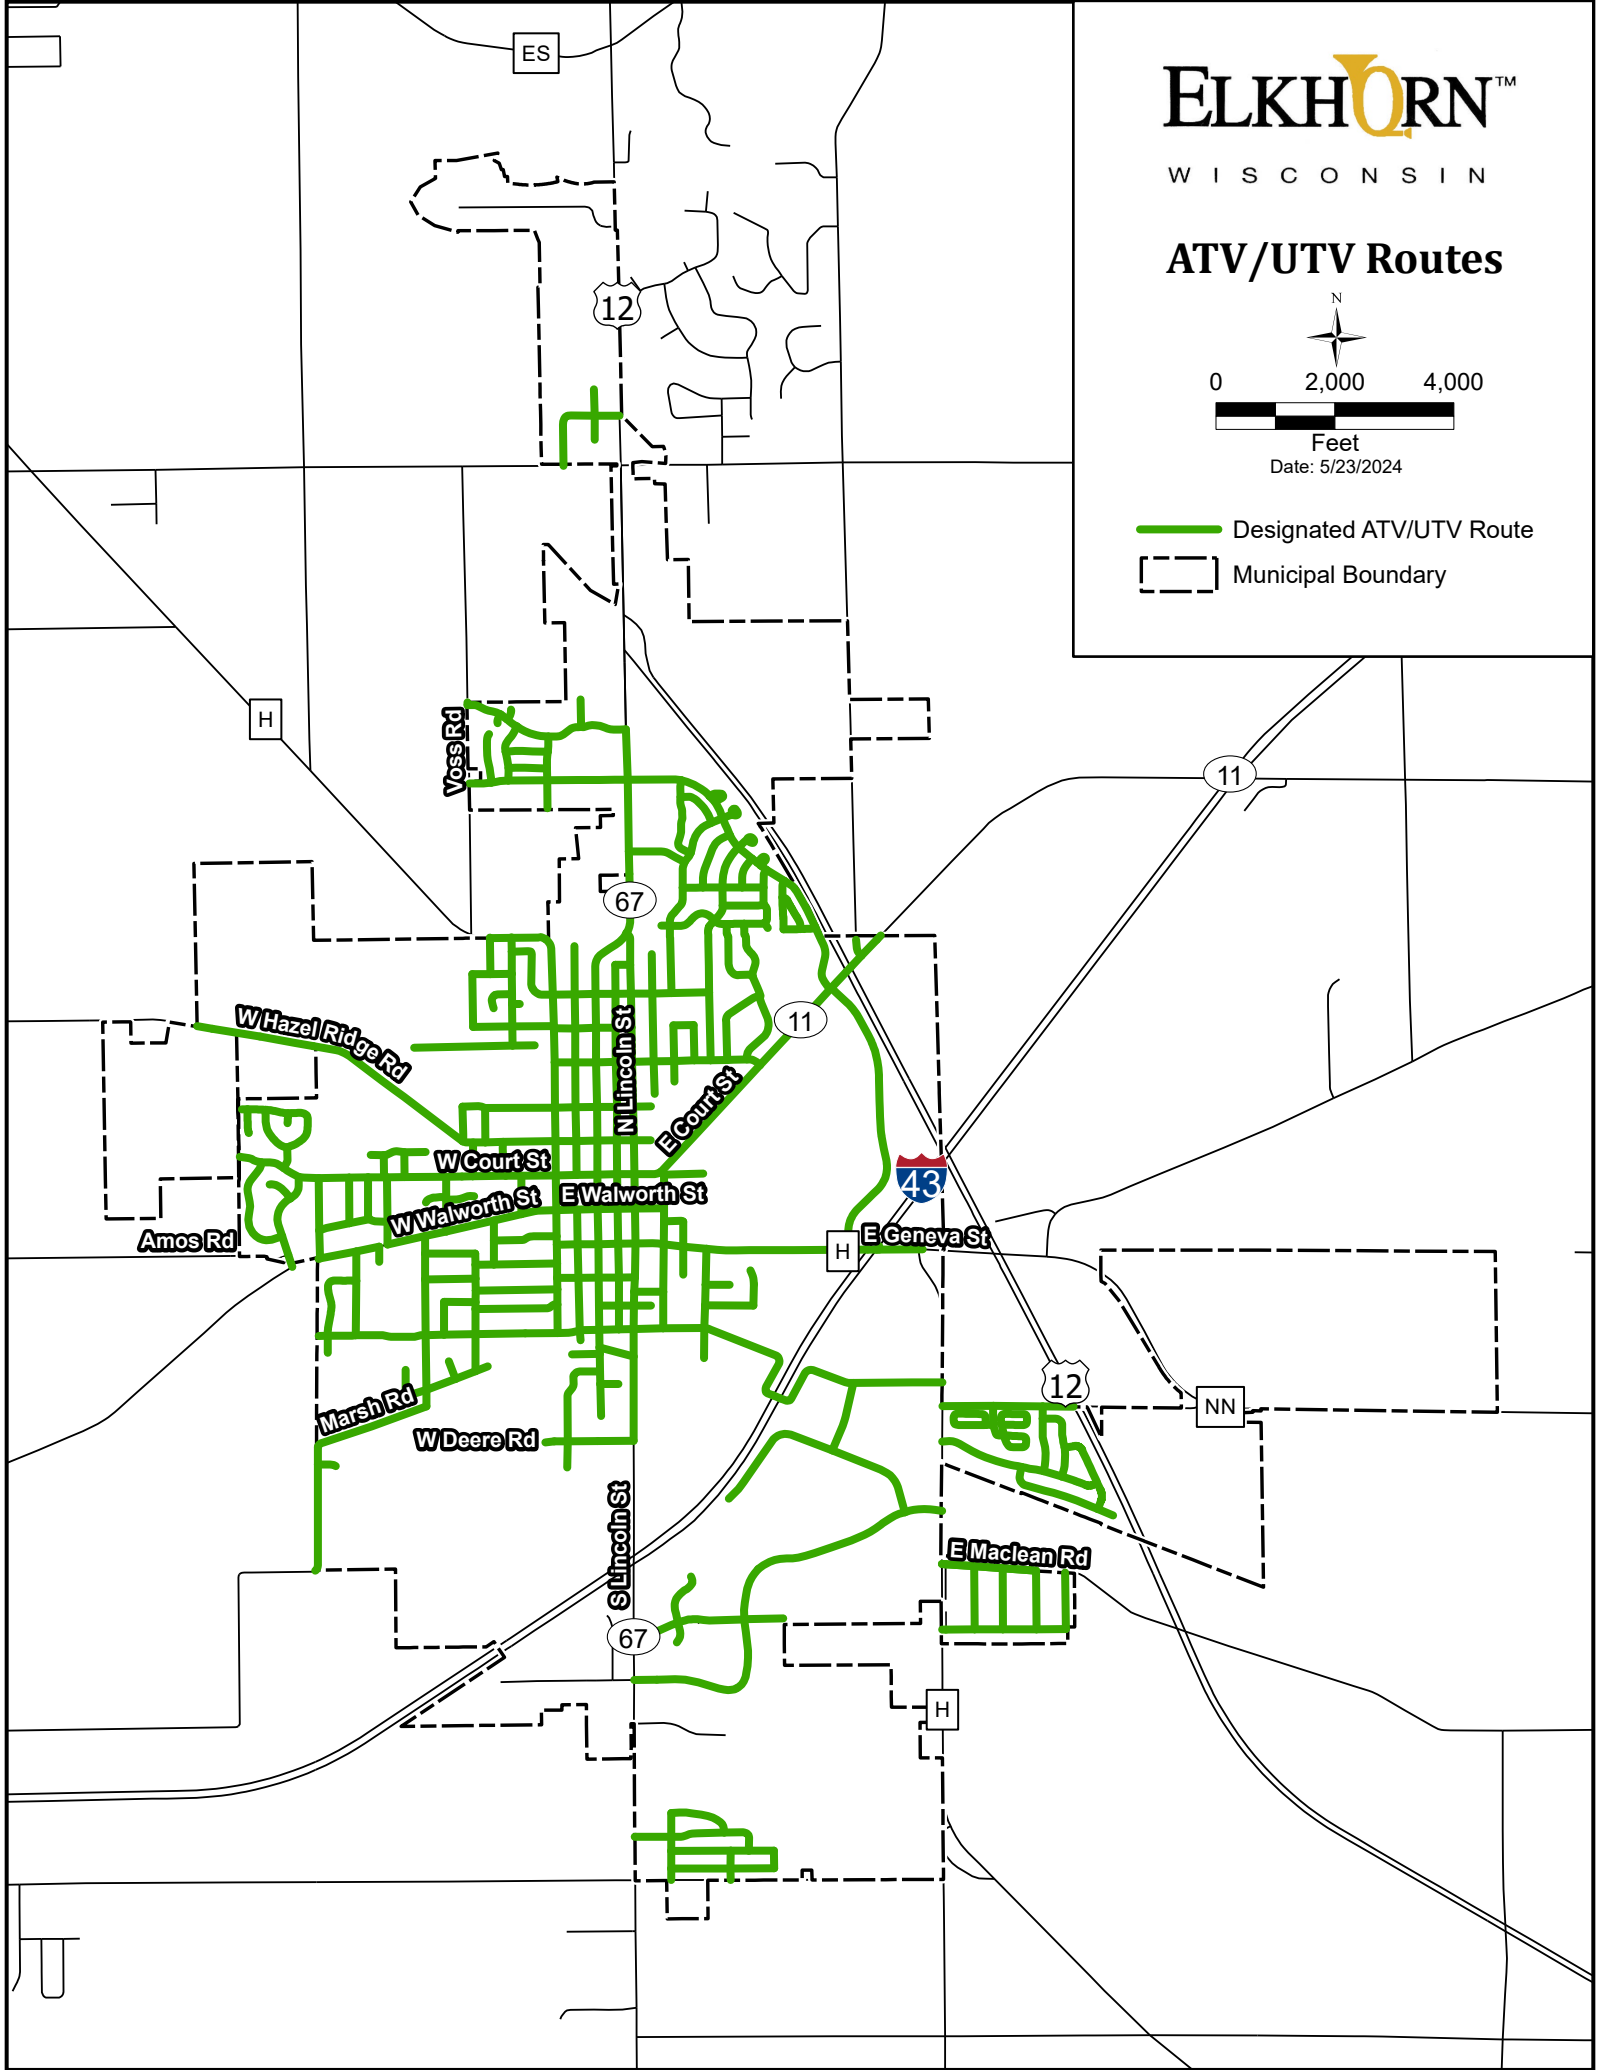 ES
ELKHORN™
WISCONSIN
ATV/UTV Routes
N
0 2,000 4,000
Feet
Date: 5/23/2024
Designated ATV/UTV Route
Municipal Boundary
12
H
Voss Rd
11
67
W Hazel Ridge Rd
N Lincoln St
11
E Court St
W Court St
43
W Walworth St
E Walworth St
Amos Rd
H
E Geneva St
12
NN
Marsh Rd
W Deere Rd
S Lincoln St
E Maclean Rd
67
H